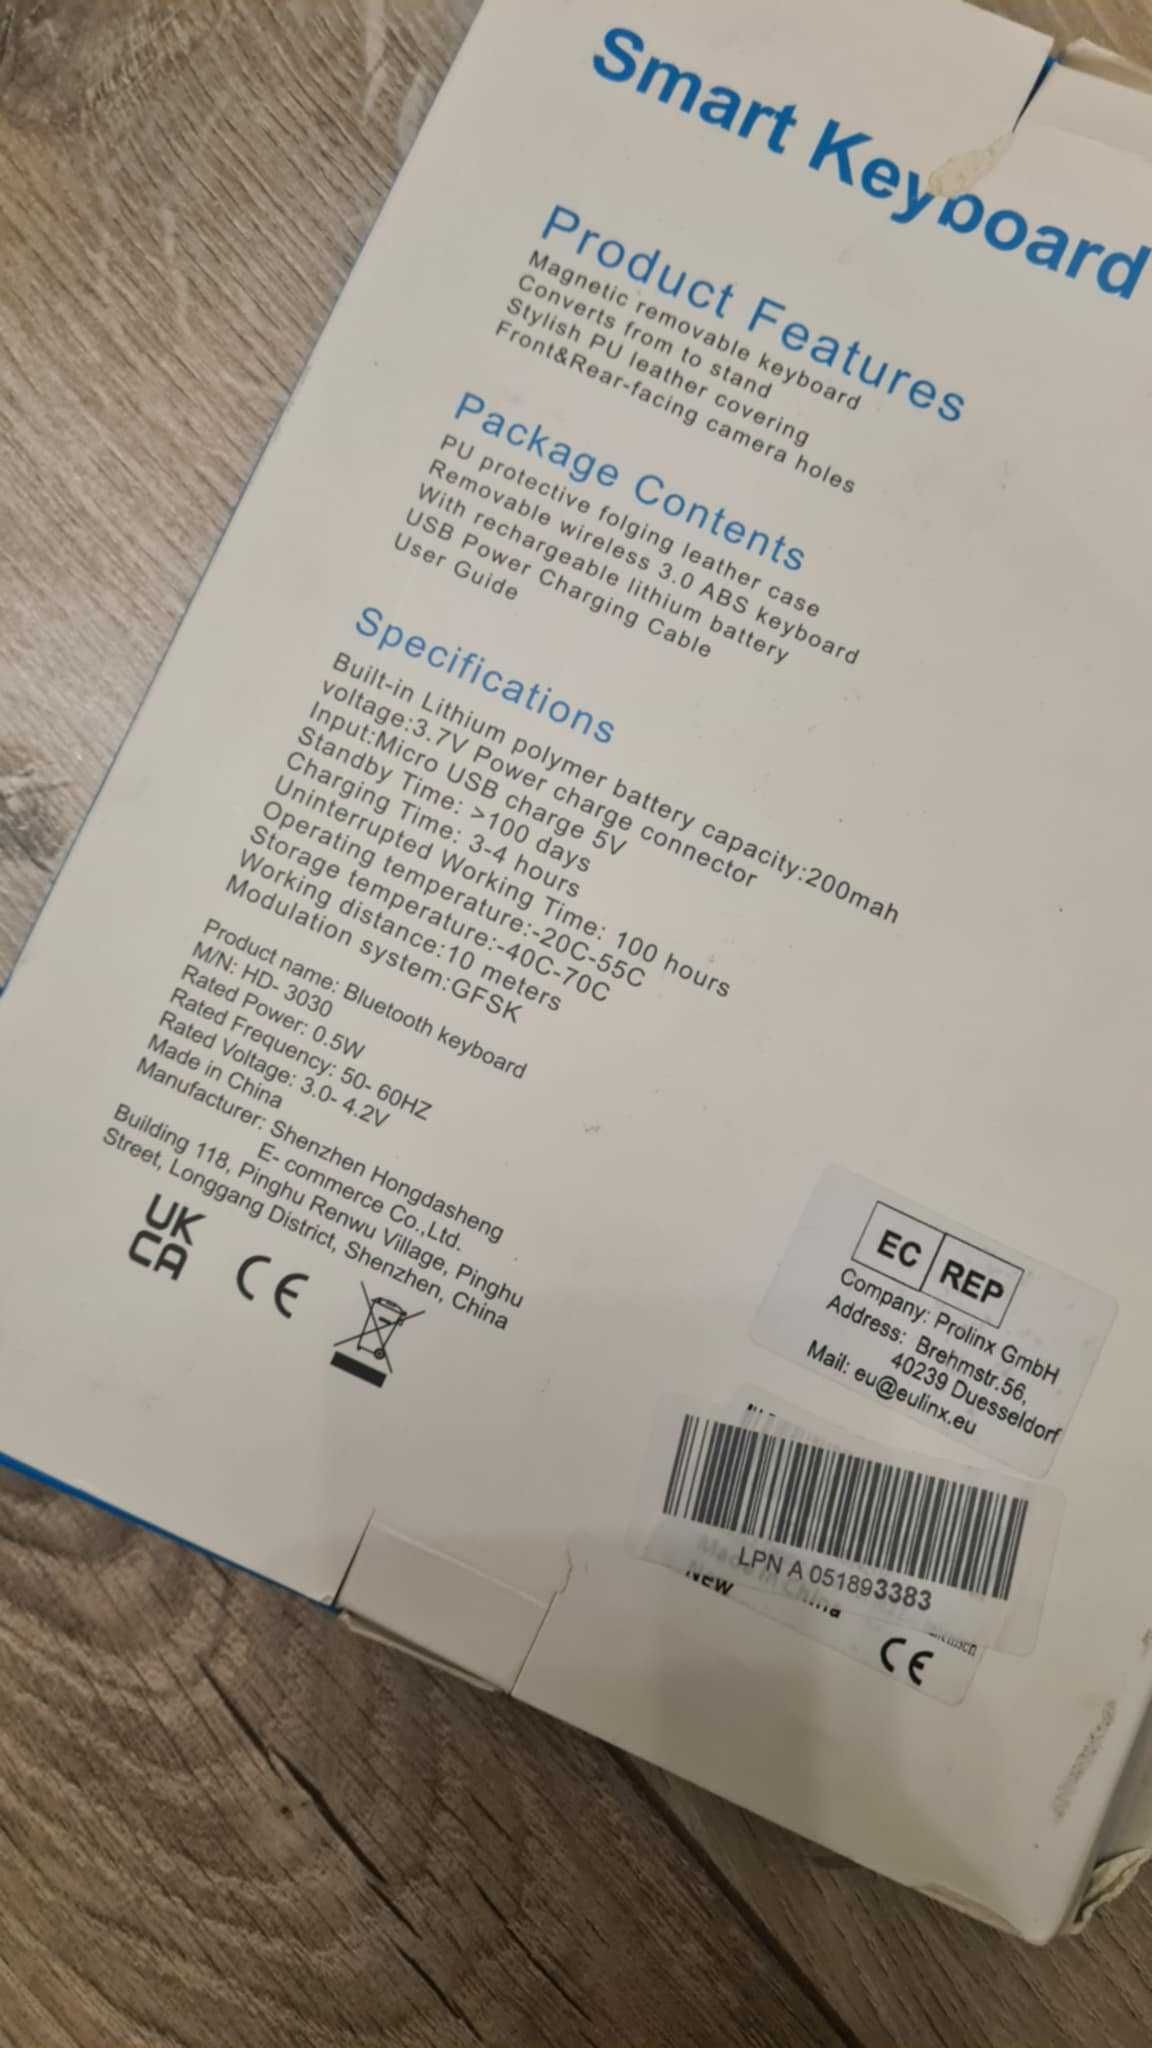 Smart Keyboard
Product Features
Magnetic removable keyboard
Converts from to stand
Stylish PU leather covering
Front&Rear-facing camera holes
Package Contents
PU protective folging leather case
Removable wireless 3.0 ABS keyboard
With rechargeable lithium battery
USB Power Charging Cable
User Guide
Specifications
Built-in Lithium polymer battery capacity:200mah
voltage:3.7V Power charge connector
Input:Micro USB charge 5V
Standby Time: >100 days
Charging Time: 3-4 hours
Uninterrupted Working Time: 100 hours
Operating temperature:-20C-55C
Storage temperature:-40C-70C
Working distance:10 meters
Modulation system:GFSK
Product name: Bluetooth keyboard
M/N: HD- 3030
Rated Power: 0.5W
Rated Frequency: 50- 60HZ
Rated Voltage: 3.0- 4.2V
Made in China
Manufacturer: Shenzhen Hongdasheng
E- commerce Co.,Ltd.
Building 118, Pinghu Renwu Village, Pinghu
Street, Longgang District, Shenzhen, China
UK
CA
CE
EC REP
Company: Prolinx GmbH
Address: Brehmstr.56,
40239 Duesseldorf
Mail: eu@eulinx.eu
LPN A 051893383
Made in China
New
CE